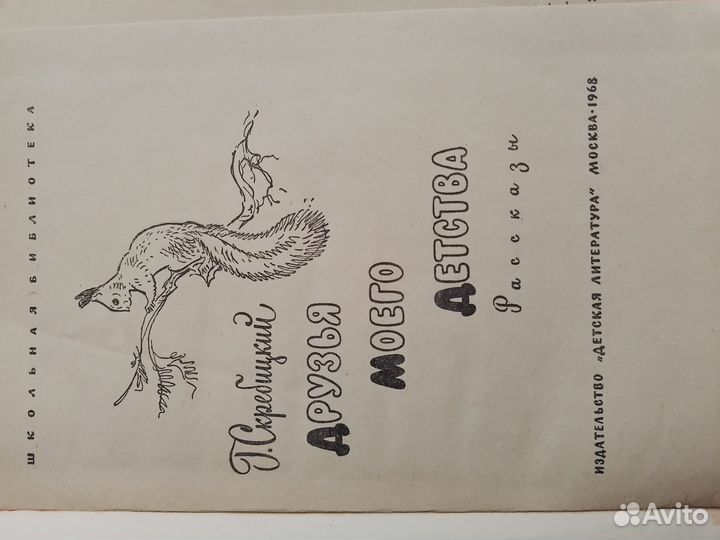 ШКОЛЬНАЯ БИБЛИОТЕКА
Г. Скребицкий
ДРУЗЬЯ
МОЕГО
ДЕТСТВА
Рассказы
ИЗДАТЕЛЬСТВО „ДЕТСКАЯ ЛИТЕРАТУРА" МОСКВА·1968
Avito